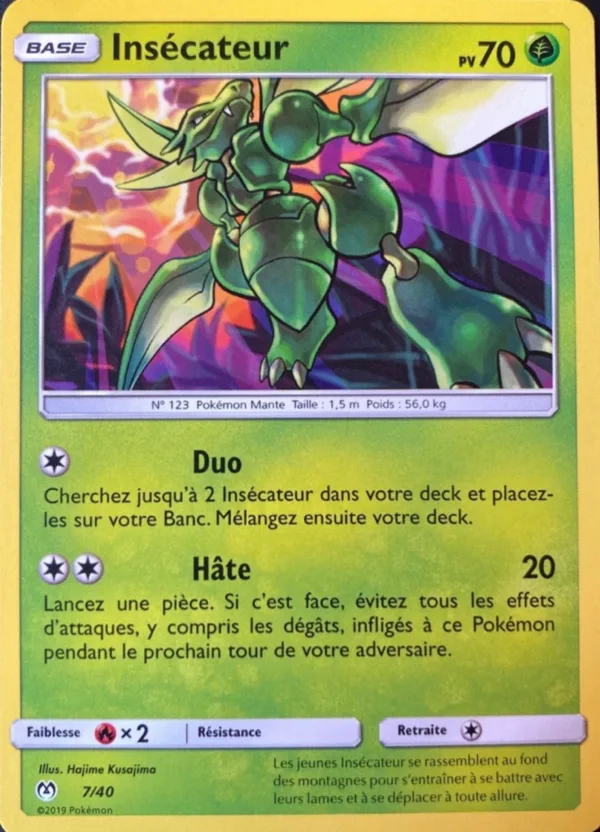 BASE Insécateur PV70
N° 123 Pokémon Mante Taille : 1,5 m Poids : 56,0 kg
Duo
Cherchez jusqu'à 2 Insécateur dans votre deck et placez-
les sur votre Banc. Mélangez ensuite votre deck.
Hâte 20
Lancez une pièce. Si c'est face, évitez tous les effets
d'attaques, y compris les dégâts, infligés à ce Pokémon
pendant le prochain tour de votre adversaire.
Faiblesse × 2 Résistance Retraite
Illus. Hajime Kusajima
7/40
©2019 Pokémon
Les jeunes Insécateur se rassemblent au fond
des montagnes pour s'entraîner à se battre avec
leurs lames et à se déplacer à toute allure.